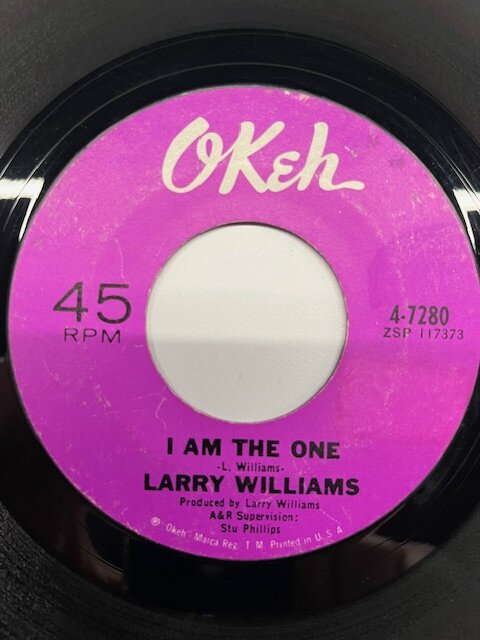 OKeh
45
RPM
4-7280
ZSP 117373
I AM THE ONE
-L. Williams-
LARRY WILLIAMS
Produced by Larry Williams
A&R Supervision:
Stu Phillips
® "Okeh" Marca Reg. T M Printed in U S A